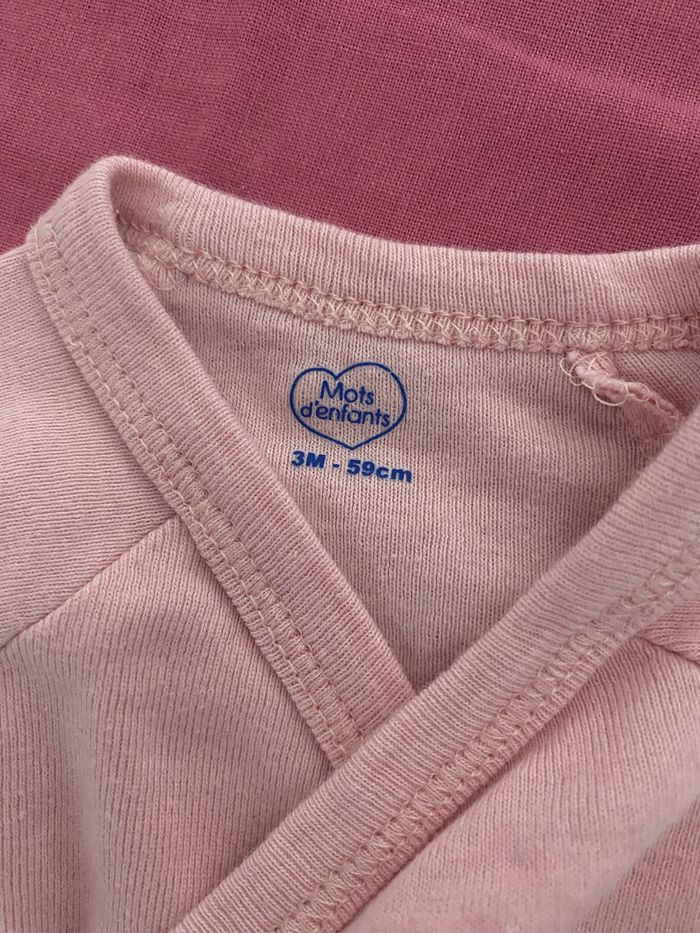 Mots
d'enfants
3M - 59cm